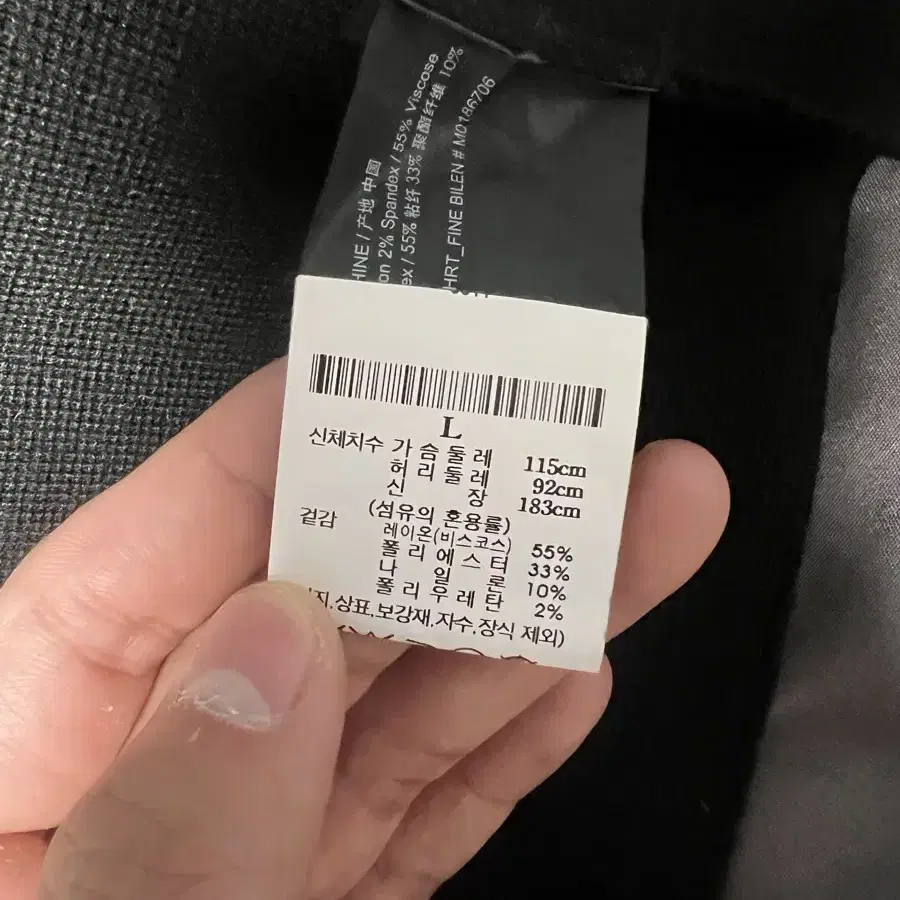 HINE / 产地 中国
on 2% Spandex / 55% Viscose
ex / 55% 粘纤 33% 聚酯纤维 10%
HRT_FINE BILEN # M0186706
L
신체치수 가슴둘레 115cm
허리둘레 92cm
신장 183cm
(섬유의 혼용률)
겉감 레이온(비스코스) 55%
폴리에스터 33%
나일론 10%
폴리우레탄 2%
지.상표.보강재.자수.장식 제외)